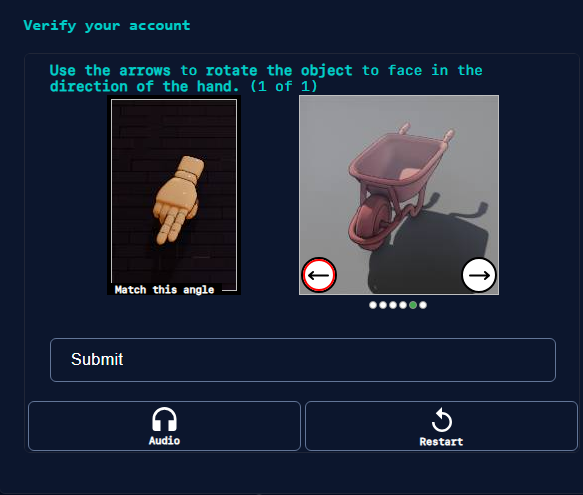 Verify your account
Use the arrows to rotate the object to face in the
direction of the hand. (1 of 1)
Match this angle
Submit
Audio
Restart